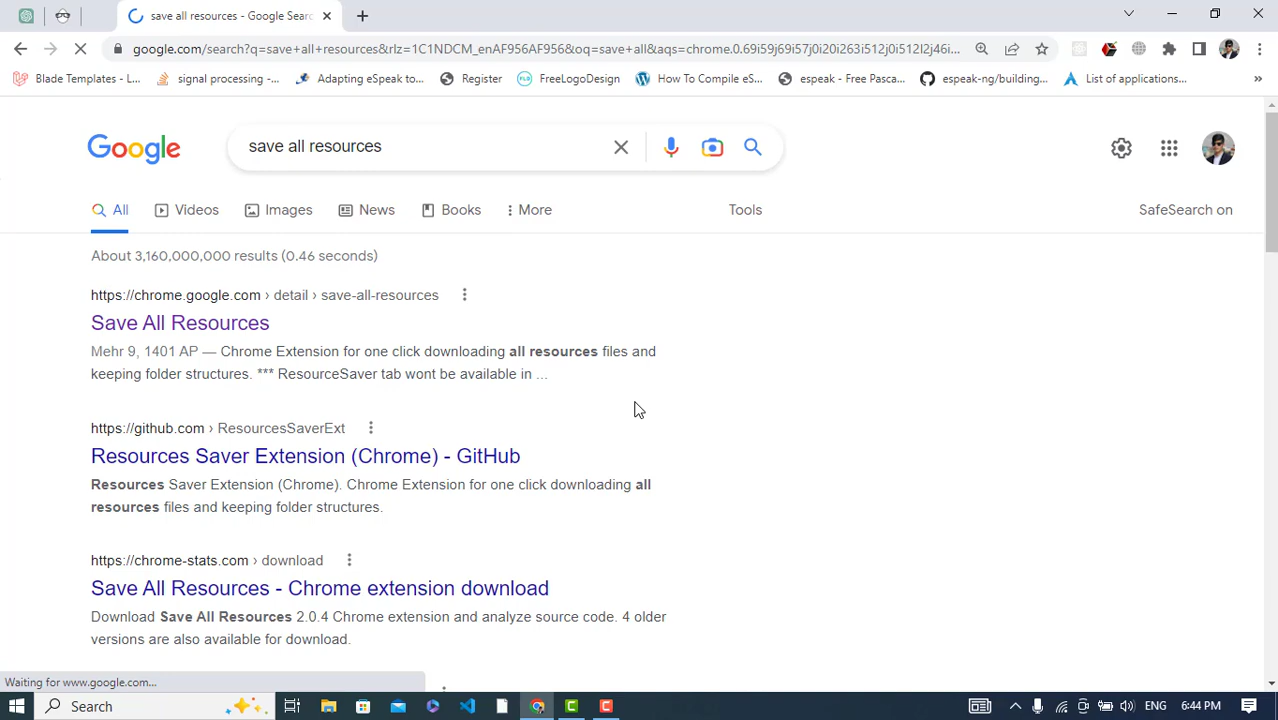 save all resources - Google Searc
google.com/search?q=save+all+resources&rlz=1C1NDCM_enAF956AF956&oq=save+all&aqs=chrome.0.69i59j69i57j0i20i263i512j0i512l2j46i...
Blade Templates - L...
signal processing -...
Adapting eSpeak to...
Register
FLD
FreeLogoDesign
How To Compile eS...
espeak - Free Pasca...
espeak-ng/building...
List of applications...
»
Google
save all resources
All
Videos
Images
News
Books
More
Tools
SafeSearch on
About 3,160,000,000 results (0.46 seconds)
https://chrome.google.com › detail › save-all-resources
Save All Resources
Mehr 9, 1401 AP — Chrome Extension for one click downloading all resources files and
keeping folder structures. *** ResourceSaver tab wont be available in ...
https://github.com › ResourcesSaverExt
Resources Saver Extension (Chrome) - GitHub
Resources Saver Extension (Chrome). Chrome Extension for one click downloading all
resources files and keeping folder structures.
https://chrome-stats.com › download
Save All Resources - Chrome extension download
Download Save All Resources 2.0.4 Chrome extension and analyze source code. 4 older
versions are also available for download.
Waiting for www.google.com...
Search
ENG
6:44 PM